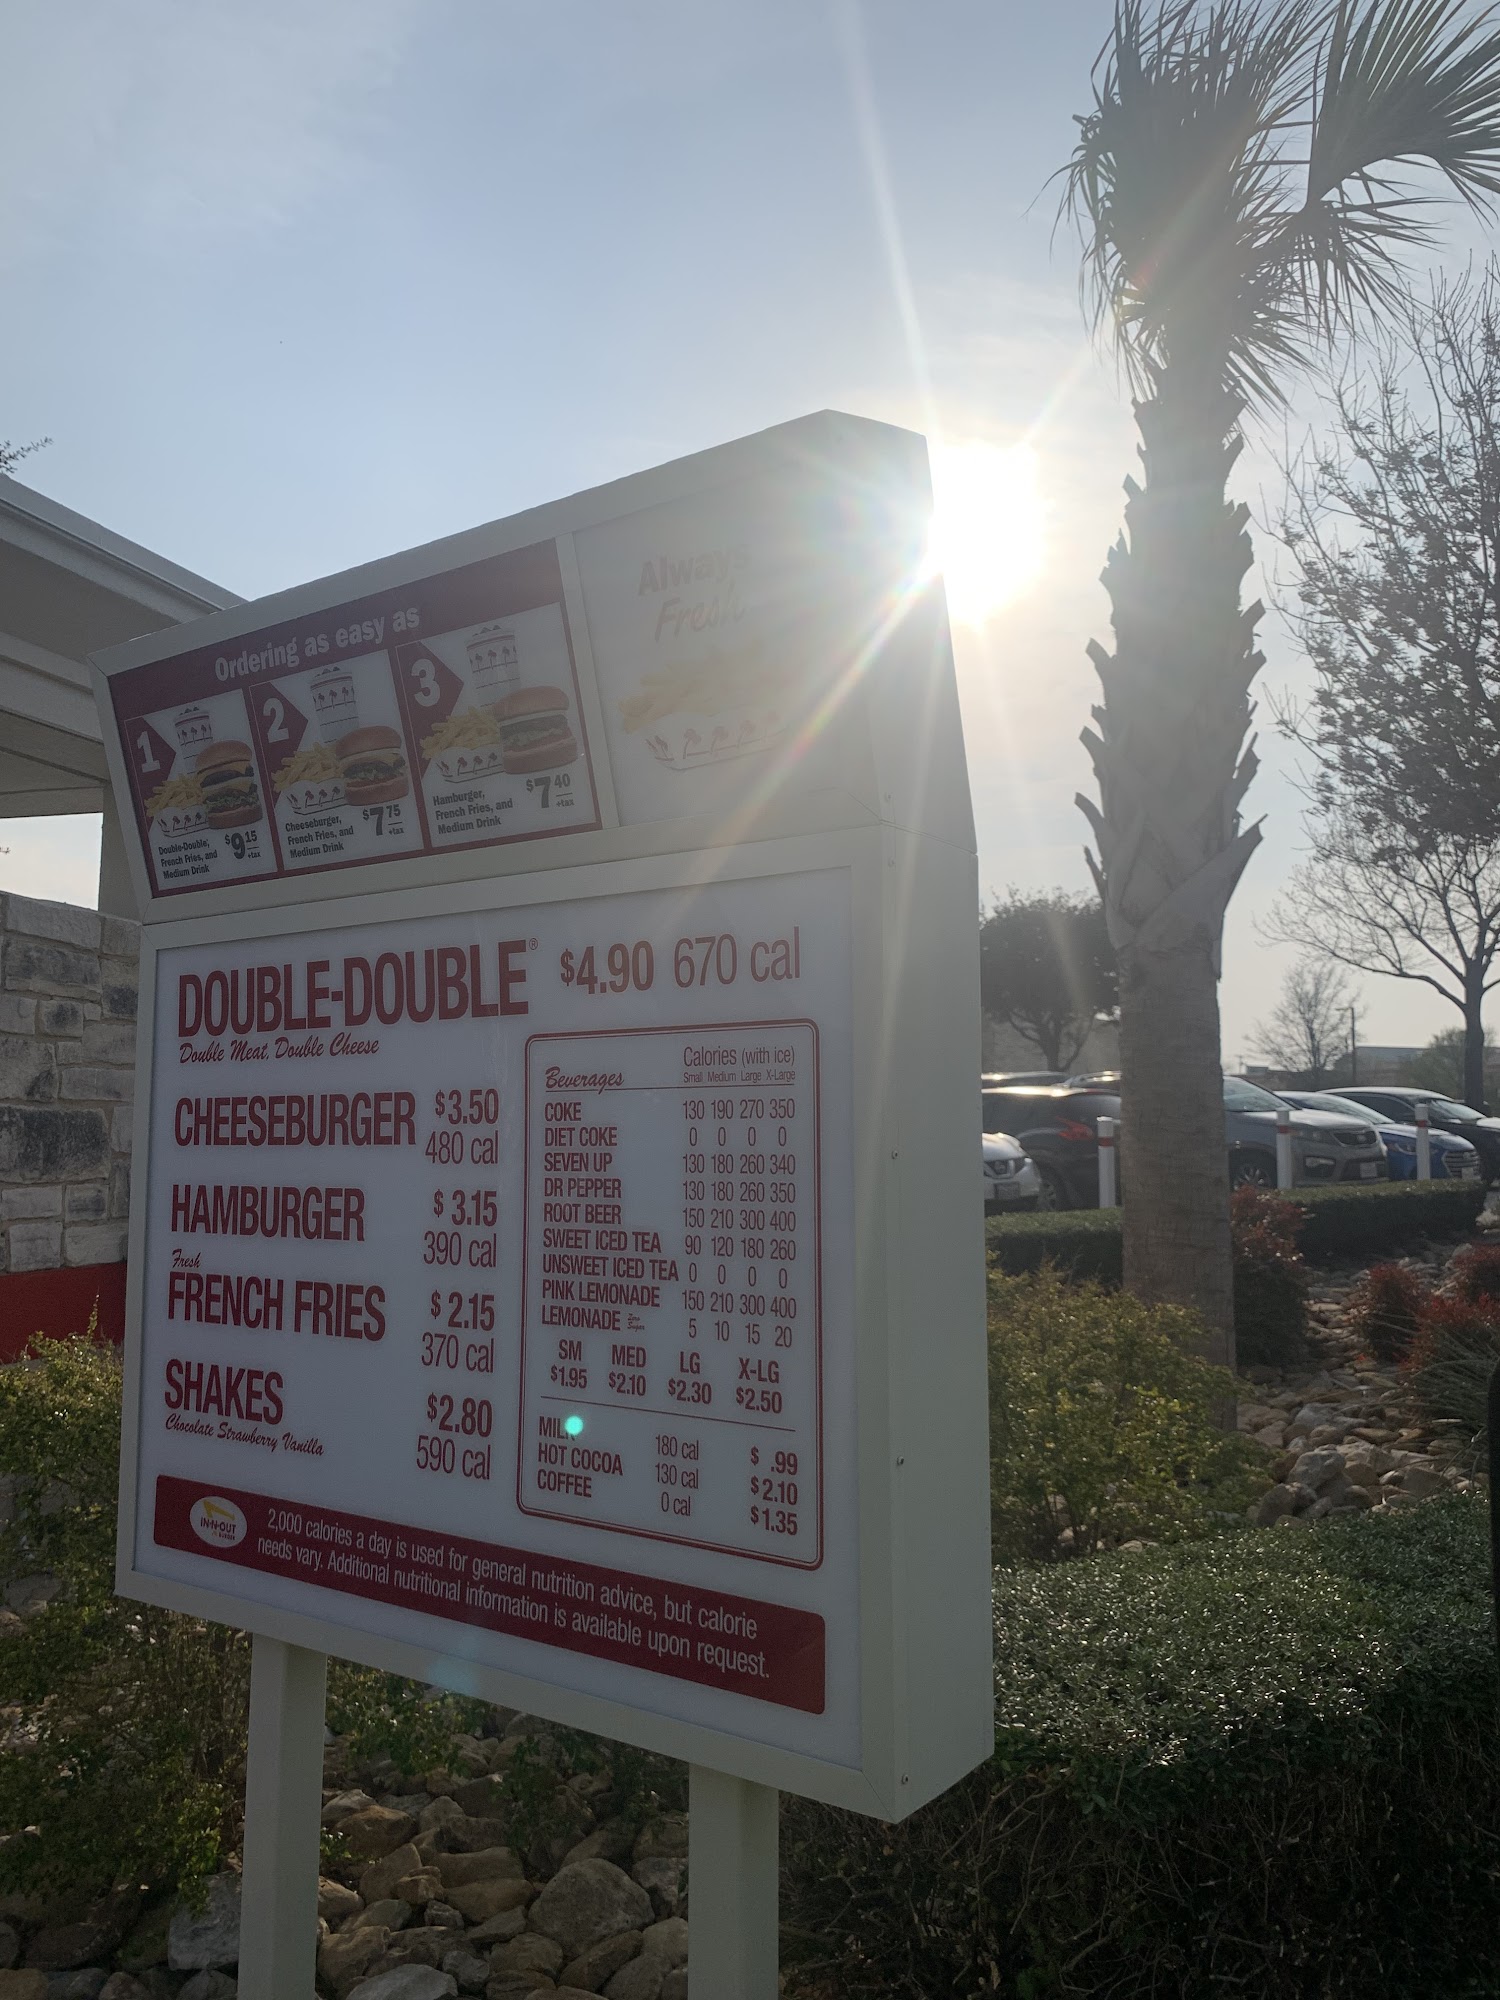 Ordering as easy as
1
Double-Double,
French Fries, and
Medium Drink
$9.15
+tax
2
Cheeseburger,
French Fries, and
Medium Drink
$7.75
+tax
3
Hamburger,
French Fries, and
Medium Drink
$7.40
+tax
Always
Fresh
DOUBLE-DOUBLE® $4.90 670 cal
Double Meat, Double Cheese
CHEESEBURGER $3.50
480 cal
HAMBURGER $3.15
390 cal
Fresh
FRENCH FRIES $2.15
370 cal
SHAKES $2.80
Chocolate Strawberry Vanilla 590 cal
Calories (with ice)
Beverages Small Medium Large X-Large
COKE 130 190 270 350
DIET COKE 0 0 0 0
SEVEN UP 130 180 260 340
DR PEPPER 130 180 260 350
ROOT BEER 150 210 300 400
SWEET ICED TEA 90 120 180 260
UNSWEET ICED TEA 0 0 0 0
PINK LEMONADE 150 210 300 400
LEMONADE Zero Sugar 5 10 15 20
SM MED LG X-LG
$1.95 $2.10 $2.30 $2.50
MILK 180 cal $ .99
HOT COCOA 130 cal $2.10
COFFEE 0 cal $1.35
IN-N-OUT
BURGER
2,000 calories a day is used for general nutrition advice, but calorie
needs vary. Additional nutritional information is available upon request.